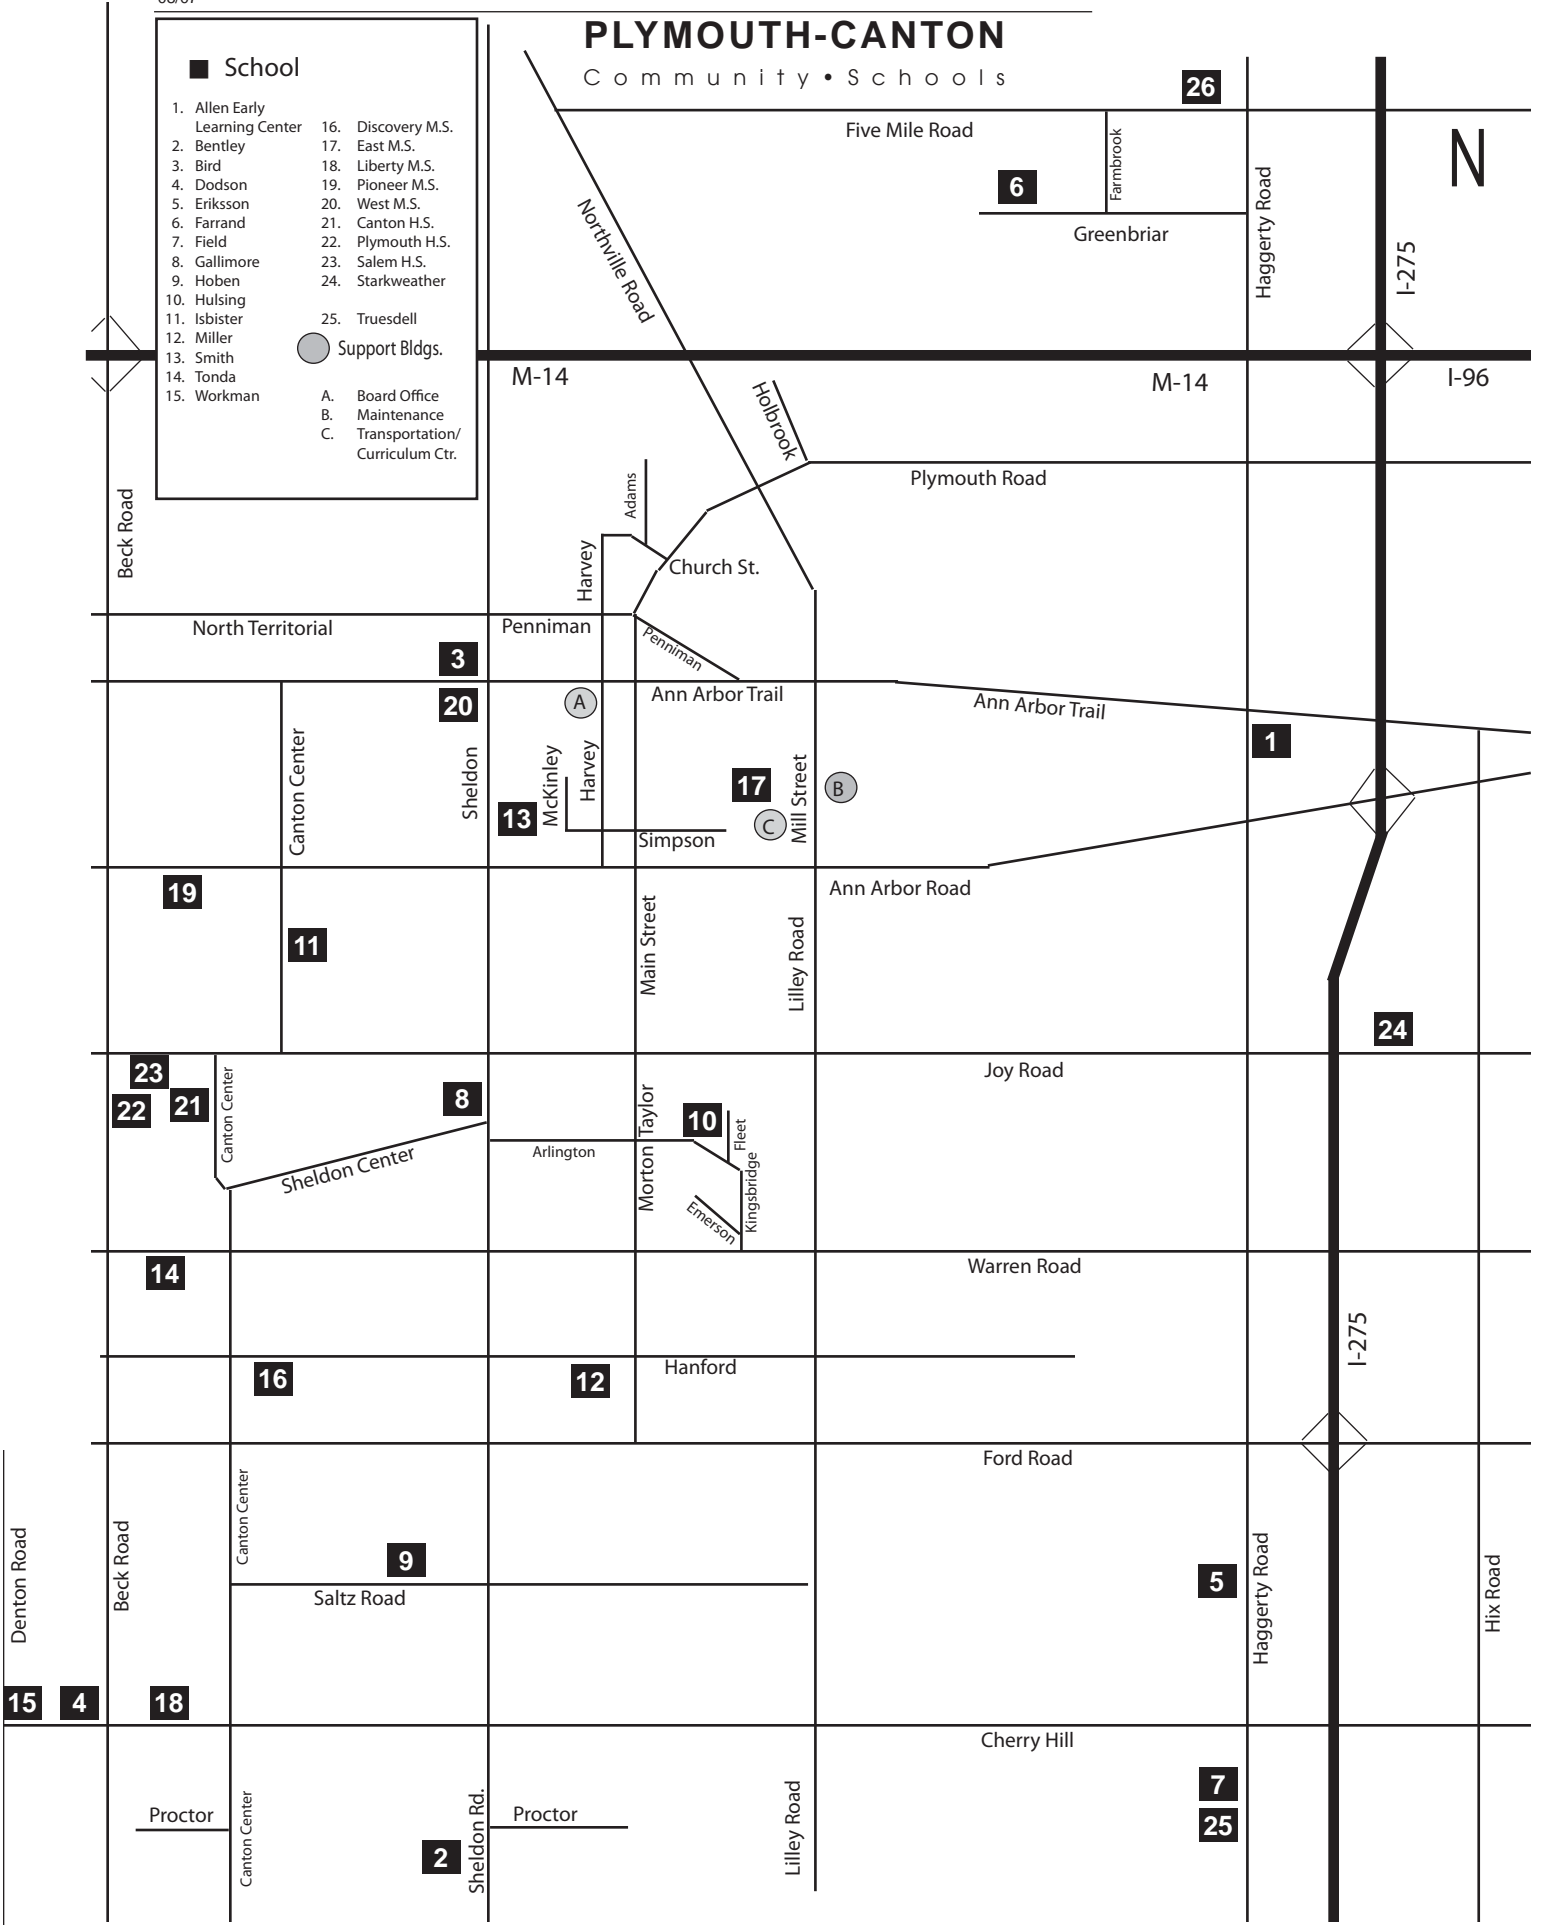 PLYMOUTH-CANTON
Community • Schools
School
1. Allen Early
Learning Center
2. Bentley
3. Bird
4. Dodson
5. Eriksson
6. Farrand
7. Field
8. Gallimore
9. Hoben
10. Hulsing
11. Isbister
12. Miller
13. Smith
14. Tonda
15. Workman
16. Discovery M.S.
17. East M.S.
18. Liberty M.S.
19. Pioneer M.S.
20. West M.S.
21. Canton H.S.
22. Plymouth H.S.
23. Salem H.S.
24. Starkweather
25. Truesdell
Support Bldgs.
A. Board Office
B. Maintenance
C. Transportation/
Curriculum Ctr.
26
Five Mile Road
N
Farmbrook
6
Greenbriar
Haggerty Road
I-275
Northville Road
M-14
M-14
I-96
Holbrook
Plymouth Road
Adams
Beck Road
Harvey
Church St.
North Territorial
Penniman
Penniman
3
20
A
Ann Arbor Trail
Ann Arbor Trail
1
Canton Center
Sheldon
McKinley
Harvey
17
Mill Street
B
13
C
Simpson
19
Ann Arbor Road
11
Main Street
Lilley Road
24
Joy Road
23
22
21
Canton Center
8
Sheldon Center
Arlington
Morton Taylor
10
Fleet
Kingsbridge
Emerson
14
Warren Road
16
12
Hanford
I-275
Ford Road
Denton Road
Beck Road
Canton Center
9
Saltz Road
5
Haggerty Road
Hix Road
15
4
18
Cherry Hill
7
25
Proctor
Canton Center
2
Sheldon Rd.
Proctor
Lilley Road